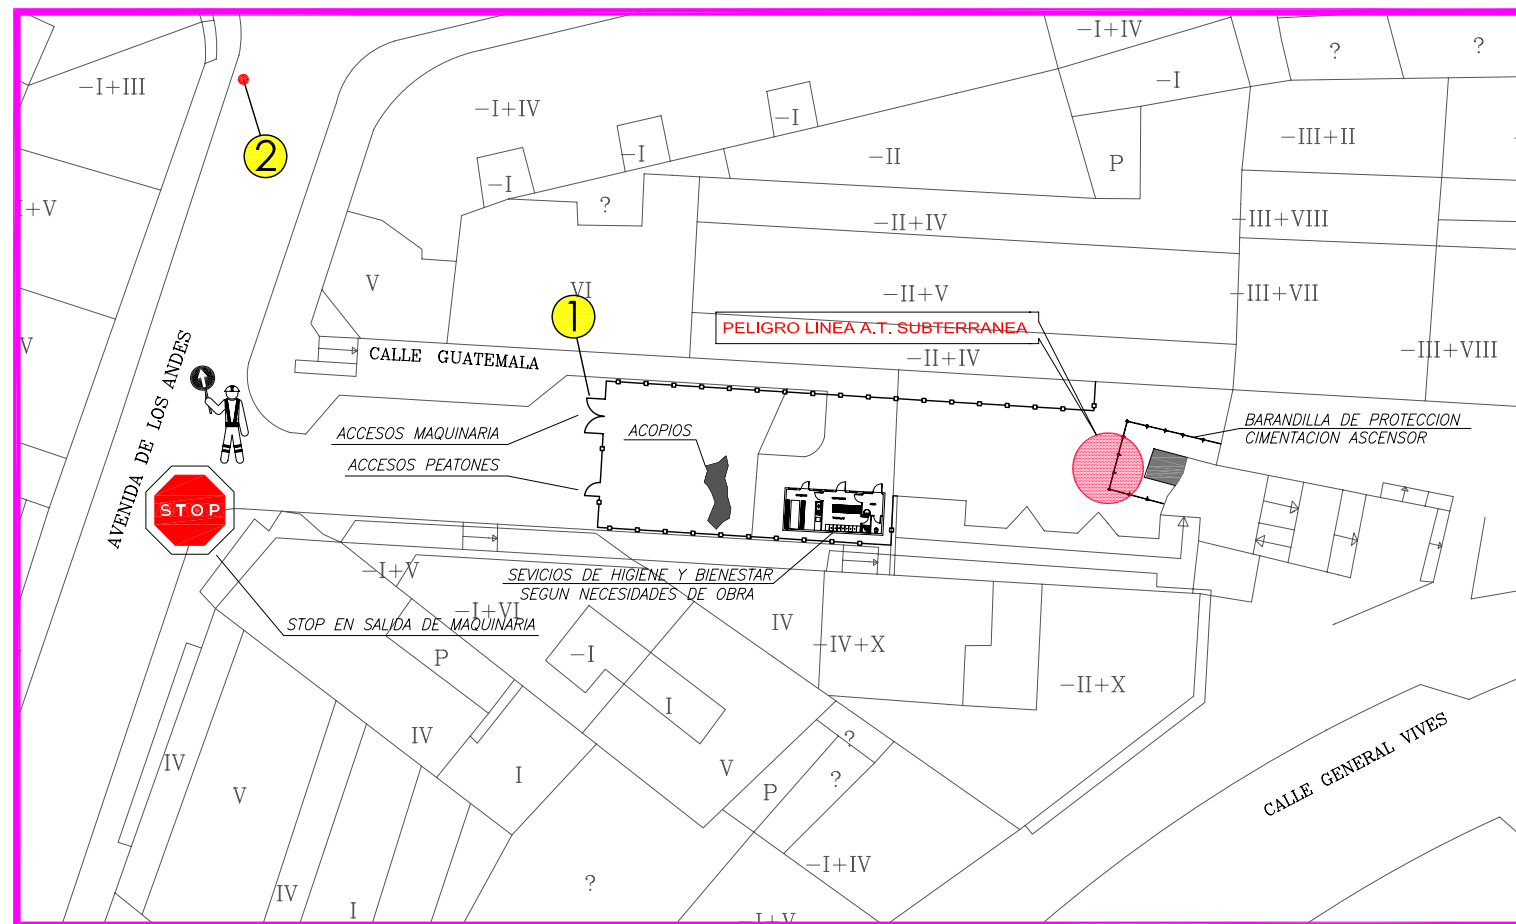 -I+IV
?
?
-I+III
-I
-I+IV
-I
-III+II
-I
-II
P
2
-I
I+V
?
-II+IV
-III+VIII
V
VI
-II+V
-III+VII
1
PELIGRO LINEA A.T. SUBTERRANEA
V
CALLE GUATEMALA
-II+IV
-III+VIII
AVENIDA DE LOS ANDES
ACCESOS MAQUINARIA
ACOPIOS
BARANDILLA DE PROTECCION
CIMENTACION ASCENSOR
ACCESOS PEATONES
STOP
-I+V
SEVICIOS DE HIGIENE Y BIENESTAR
SEGUN NECESIDADES DE OBRA
-I+VI
STOP EN SALIDA DE MAQUINARIA
IV
-IV+X
P
-I
-II+X
I
IV
?
IV
V
I
V
P
?
CALLE GENERAL VIVES
-I+IV
?
IV
I
-I+V